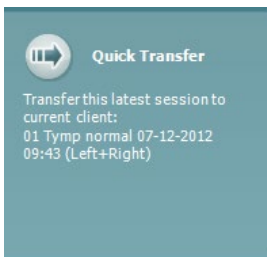 Quick Transfer
Transfer this latest session to
current client:
01 Tymp normal 07-12-2012
09:43 (Left+Right)